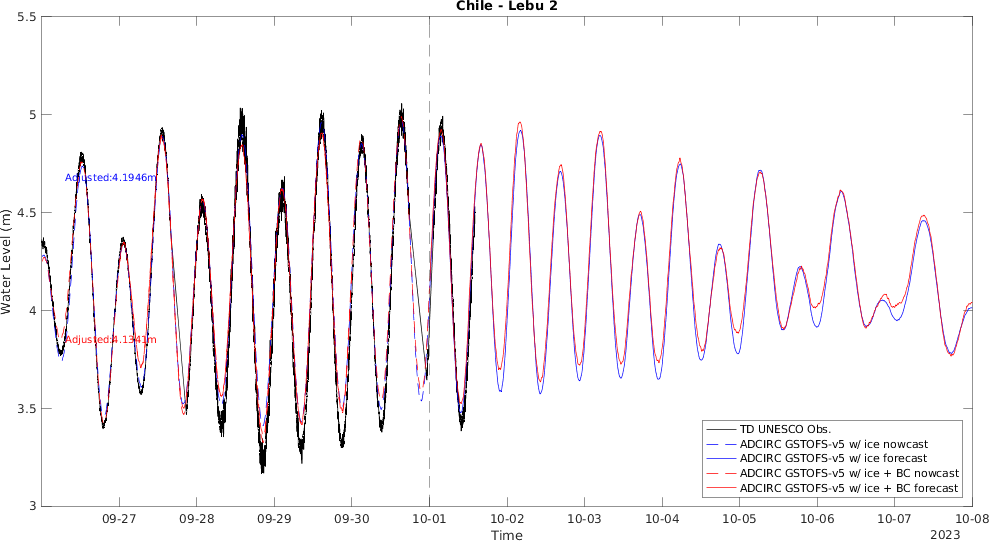 Chile - Lebu 2
5.5
5
4.5
4
3.5
3
Water Level (m)
Adjusted:4.1946m
Adjusted:4.1341m
TD UNESCO Obs.
ADCIRC GSTOFS-v5 w/ ice nowcast
ADCIRC GSTOFS-v5 w/ ice forecast
ADCIRC GSTOFS-v5 w/ ice + BC nowcast
ADCIRC GSTOFS-v5 w/ ice + BC forecast
09-27 09-28 09-29 09-30 10-01 10-02 10-03 10-04 10-05 10-06 10-07 10-08
Time
2023